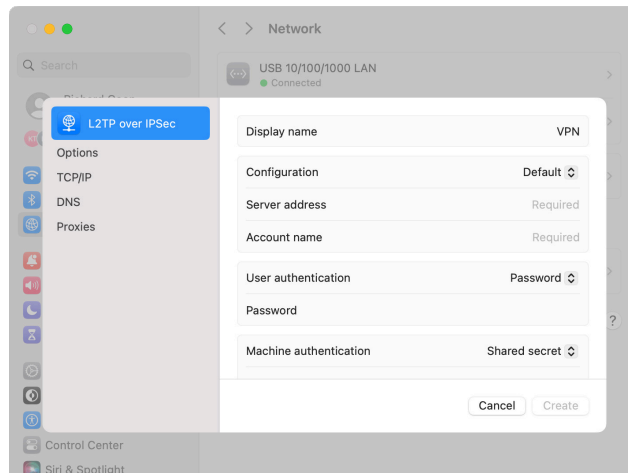 Network
Search
USB 10/100/1000 LAN
Connected
L2TP over IPSec
Options
TCP/IP
DNS
Proxies
Display name VPN
Configuration Default
Server address Required
Account name Required
User authentication Password
Password
Machine authentication Shared secret
?
Cancel Create
Control Center
Siri & Spotlight